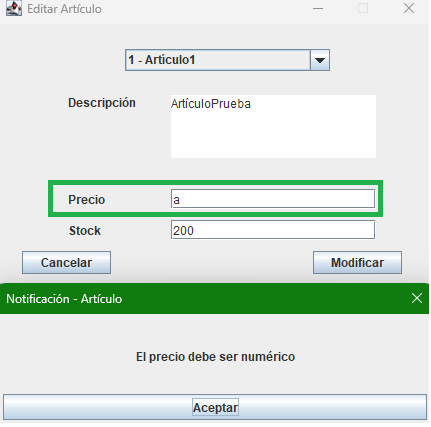 Editar Artículo
1 - Artículo1
Descripción
ArtículoPrueba
Precio
a
Stock
200
Cancelar
Modificar
Notificación - Artículo
El precio debe ser numérico
Aceptar